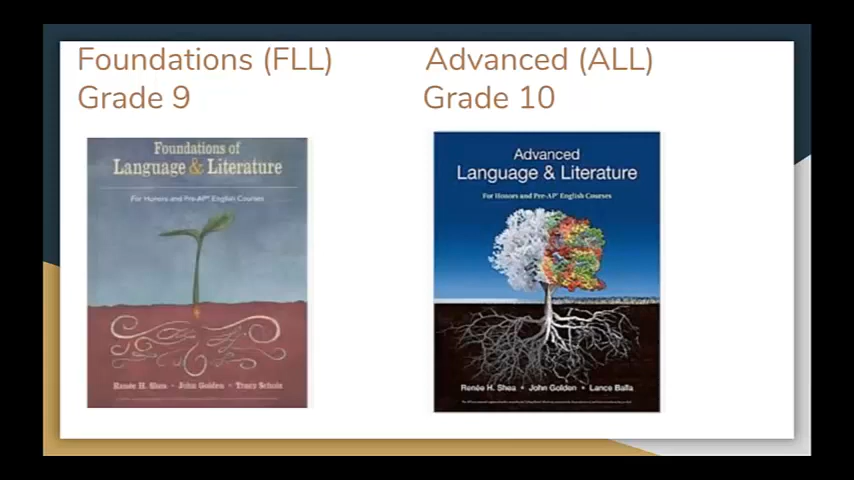 Foundations (FLL)
Grade 9
Advanced (ALL)
Grade 10
Foundations of
Language & Literature
For Honors and Pre-AP® English Courses
Renée H. Shea • John Golden • Tracy Scholz
Advanced
Language & Literature
For Honors and Pre-AP® English Courses
Renée H. Shea • John Golden • Lance Balla